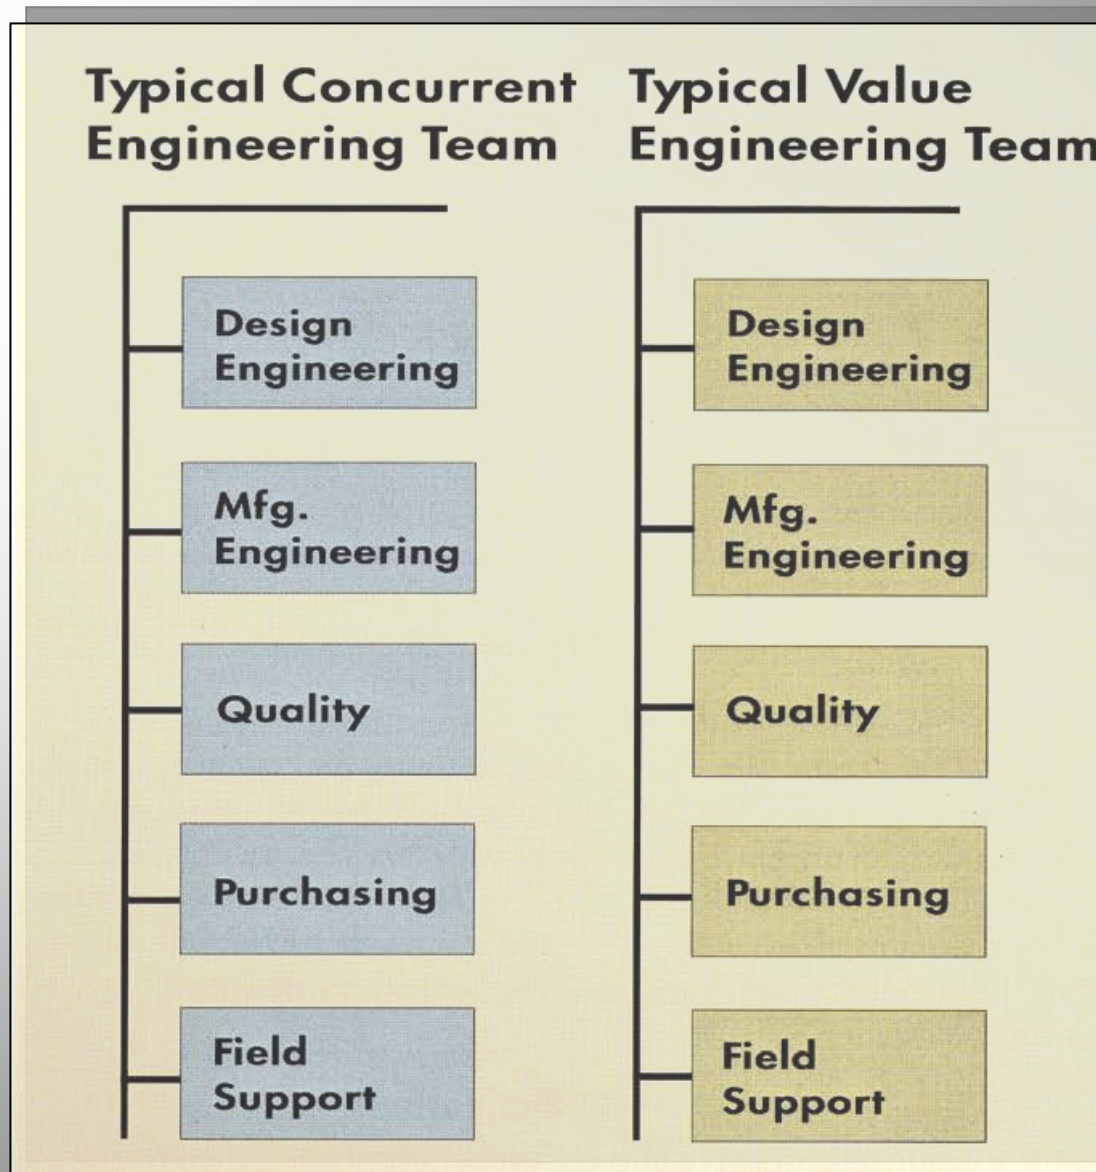 Typical Concurrent
Engineering Team
Design
Engineering
Mfg.
Engineering
Quality
Purchasing
Field
Support
Typical Value
Engineering Team
Design
Engineering
Mfg.
Engineering
Quality
Purchasing
Field
Support